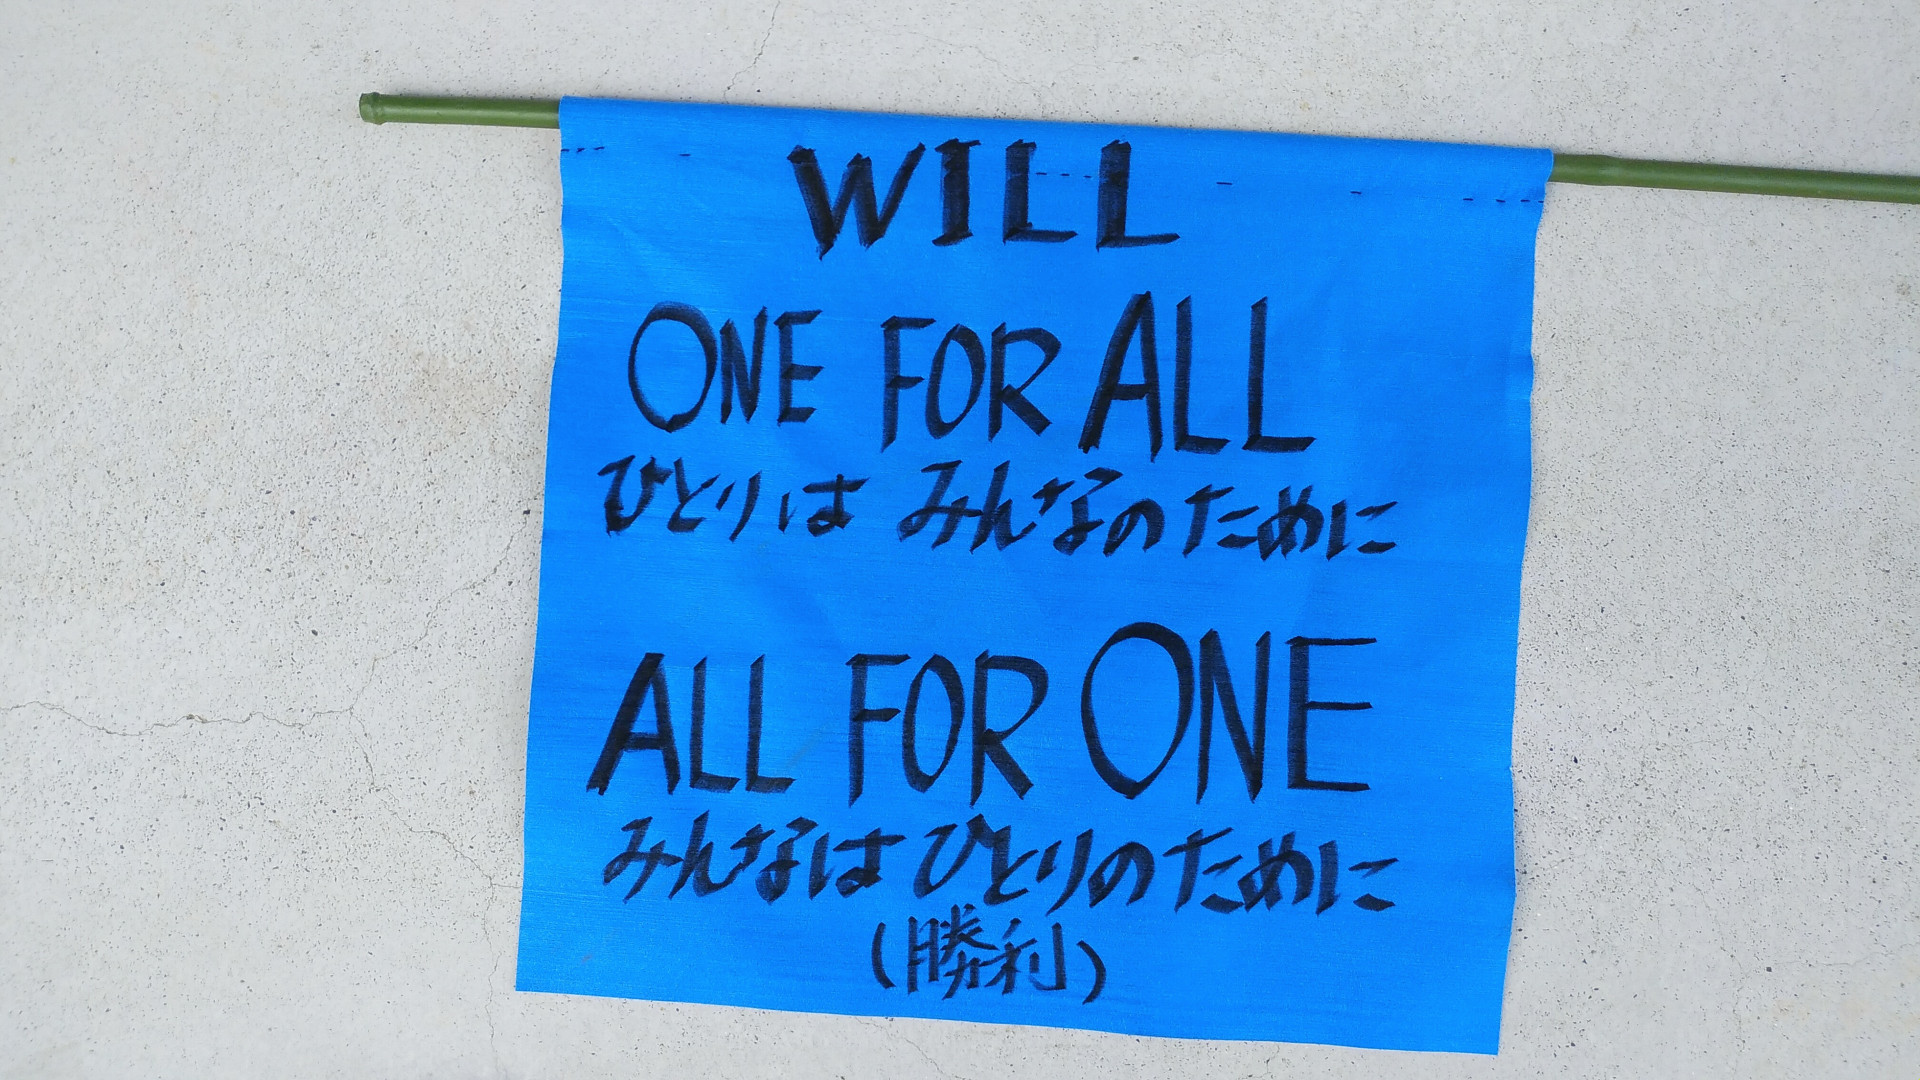 WILL
ONE FOR ALL
ひとりは みんなのために
ALL FOR ONE
みんなは ひとりのために
(勝利)